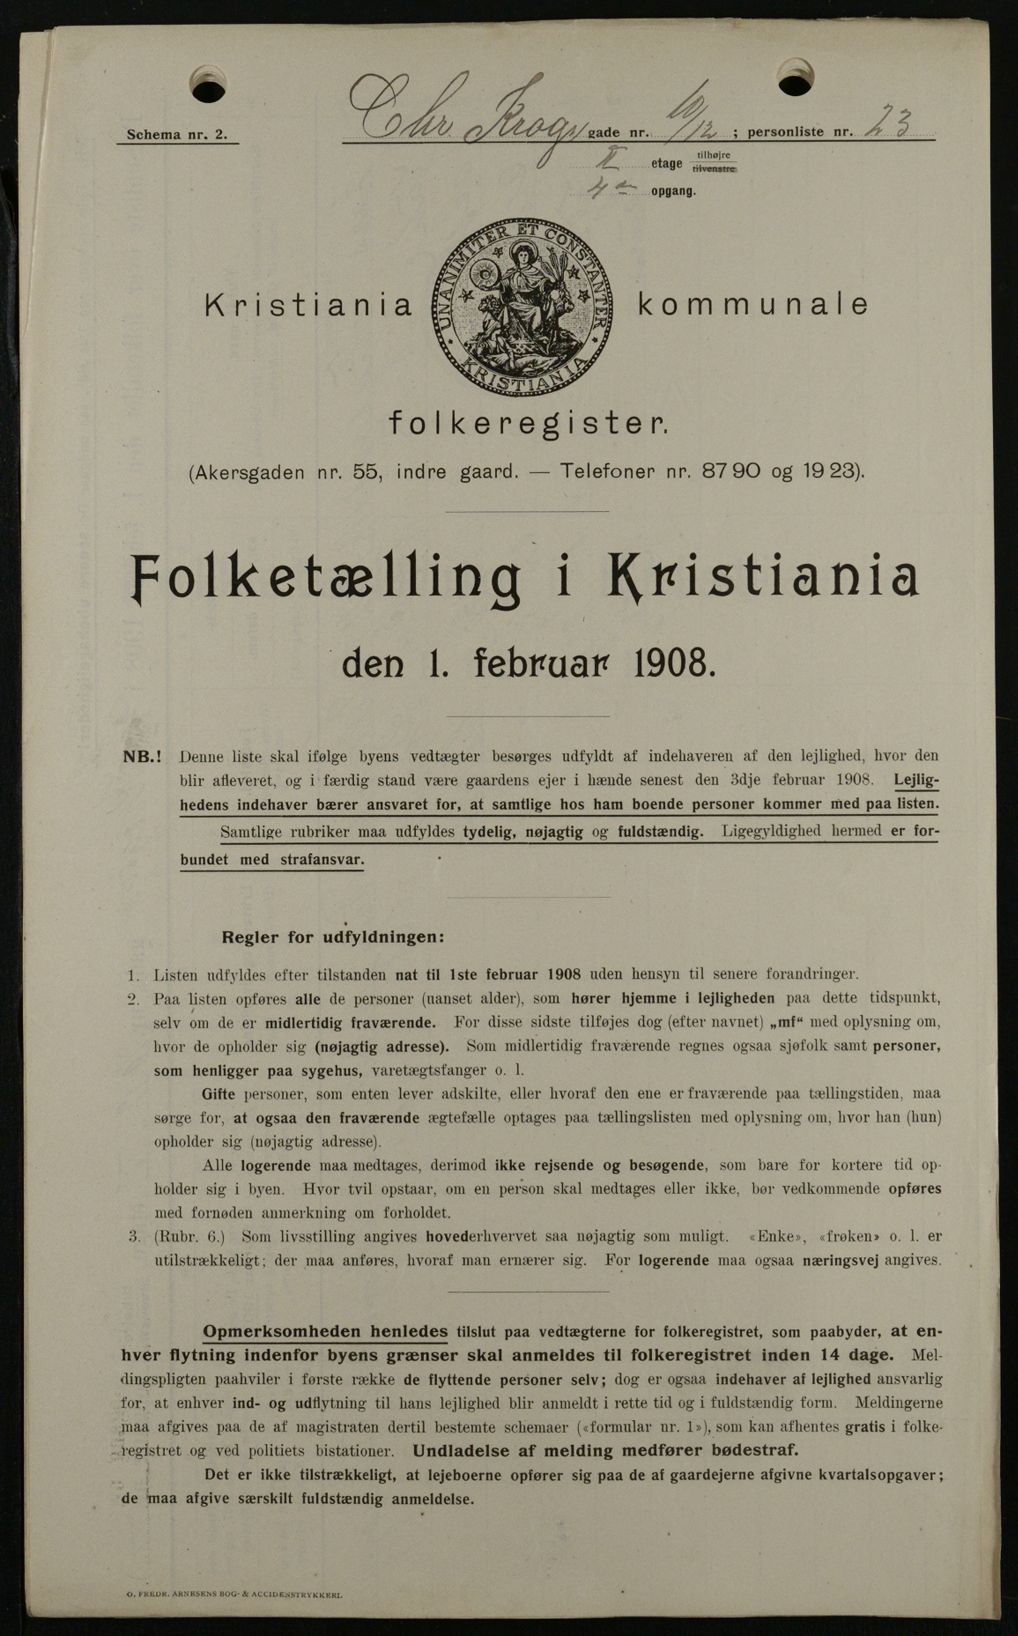 Schema nr. 2.
Chr. Krogs gade nr. 10/12 ; personliste nr. 23
II etage tilhøjre tilvenstre
4de opgang.
UNANIMITER ET CONSTANTER
KRISTIANIA
Kristiania kommunale
folkeregister.
(Akersgaden nr. 55, indre gaard. — Telefoner nr. 87 90 og 19 23).
Folketælling i Kristiania
den 1. februar 1908.
NB.! Denne liste skal ifølge byens vedtægter besørges udfyldt af indehaveren af den lejlighed, hvor den
blir afleveret, og i færdig stand være gaardens ejer i hænde senest den 3dje februar 1908. Lejlig-
hedens indehaver bærer ansvaret for, at samtlige hos ham boende personer kommer med paa listen.
Samtlige rubriker maa udfyldes tydelig, nøjagtig og fuldstændig. Ligegyldighed hermed er for-
bundet med strafansvar.
Regler for udfyldningen:
1. Listen udfyldes efter tilstanden nat til 1ste februar 1908 uden hensyn til senere forandringer.
2. Paa listen opføres alle de personer (uanset alder), som hører hjemme i lejligheden paa dette tidspunkt,
selv om de er midlertidig fraværende. For disse sidste tilføjes dog (efter navnet) „mf“ med oplysning om,
hvor de opholder sig (nøjagtig adresse). Som midlertidig fraværende regnes ogsaa sjøfolk samt personer,
som henligger paa sygehus, varetægtsfanger o. l.
Gifte personer, som enten lever adskilte, eller hvoraf den ene er fraværende paa tællingstiden, maa
sørge for, at ogsaa den fraværende ægtefælle optages paa tællingslisten med oplysning om, hvor han (hun)
opholder sig (nøjagtig adresse).
Alle logerende maa medtages, derimod ikke rejsende og besøgende, som bare for kortere tid op-
holder sig i byen. Hvor tvil opstaar, om en person skal medtages eller ikke, bør vedkommende opføres
med fornøden anmerkning om forholdet.
3. (Rubr. 6.) Som livsstilling angives hovederhvervet saa nøjagtig som muligt. «Enke», «frøken» o. l. er
utilstrækkeligt; der maa anføres, hvoraf man ernærer sig. For logerende maa ogsaa næringsvej angives.
Opmerksomheden henledes tilslut paa vedtægterne for folkeregistret, som paabyder, at en-
hver flytning indenfor byens grænser skal anmeldes til folkeregistret inden 14 dage. Mel-
dingspligten paahviler i første række de flyttende personer selv; dog er ogsaa indehaver af lejlighed ansvarlig
for, at enhver ind- og udflytning til hans lejlighed blir anmeldt i rette tid og i fuldstændig form. Meldingerne
maa afgives paa de af magistraten dertil bestemte schemaer («formular nr. 1»), som kan afhentes gratis i folke-
registret og ved politiets bistationer. Undladelse af melding medfører bødestraf.
Det er ikke tilstrækkeligt, at lejeboerne opfører sig paa de af gaardejerne afgivne kvartalsopgaver;
de maa afgive særskilt fuldstændig anmeldelse.
O. FREDR. ARNESENS BOG- & ACCIDENSTRYKKERI.